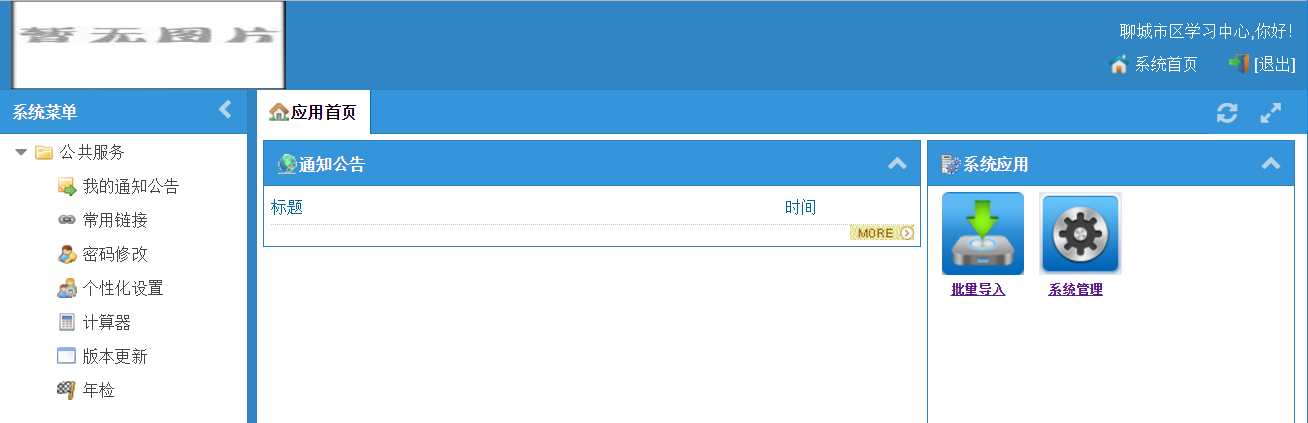 暂无图片
聊城市区学习中心,你好!
系统首页
[退出]
系统菜单
应用首页
公共服务
我的通知公告
常用链接
密码修改
个性化设置
计算器
版本更新
年检
通知公告
标题 时间
MORE
系统应用
批量导入 系统管理